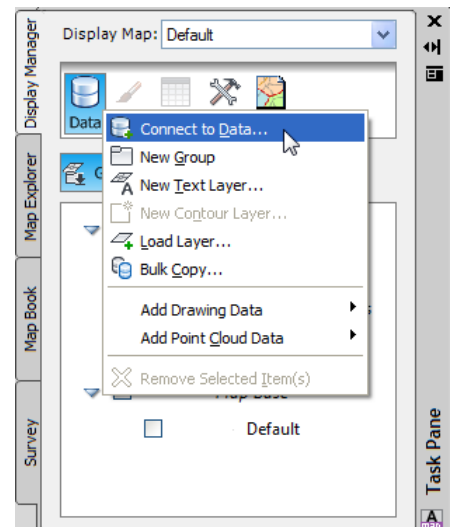 Display Manager
Map Explorer
Map Book
Survey
Display Map: Default
Data
Connect to Data...
New Group
New Text Layer...
New Contour Layer...
Load Layer...
Bulk Copy...
Add Drawing Data
Add Point Cloud Data
Remove Selected Item(s)
Map Base
Default
Task Pane